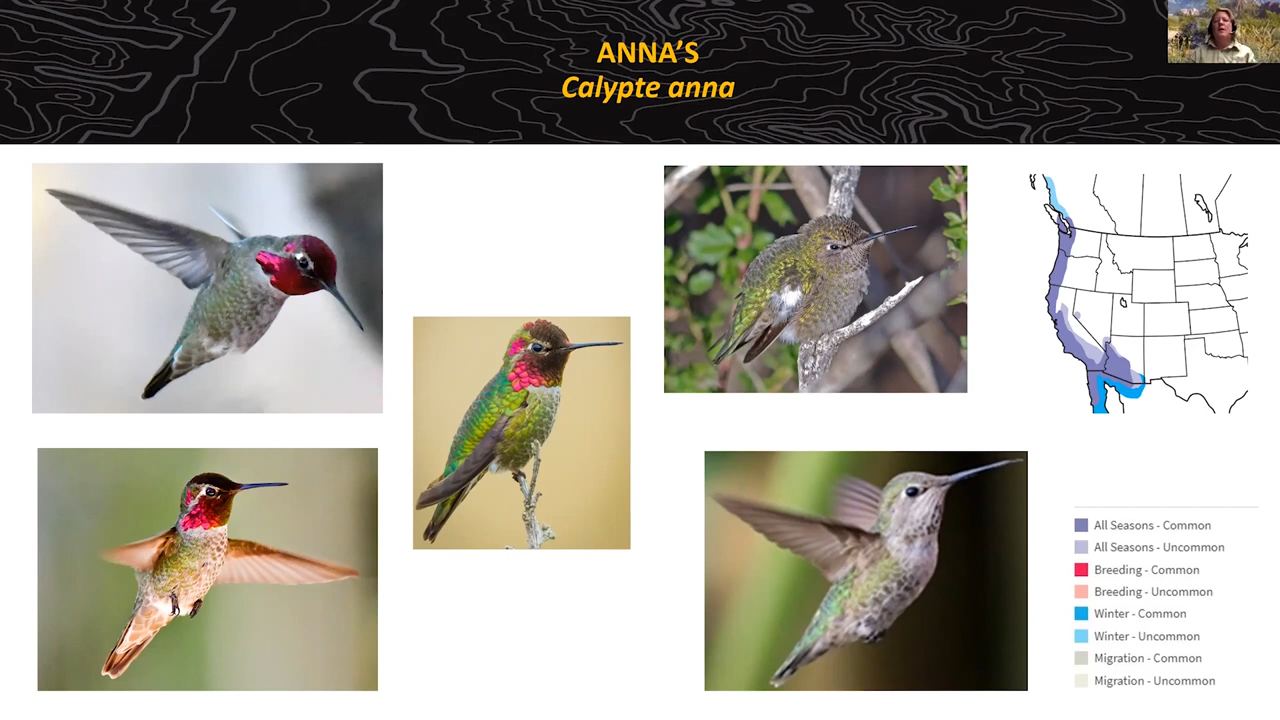 ANNA'S
Calypte anna
All Seasons - Common
All Seasons - Uncommon
Breeding - Common
Breeding - Uncommon
Winter - Common
Winter - Uncommon
Migration - Common
Migration - Uncommon